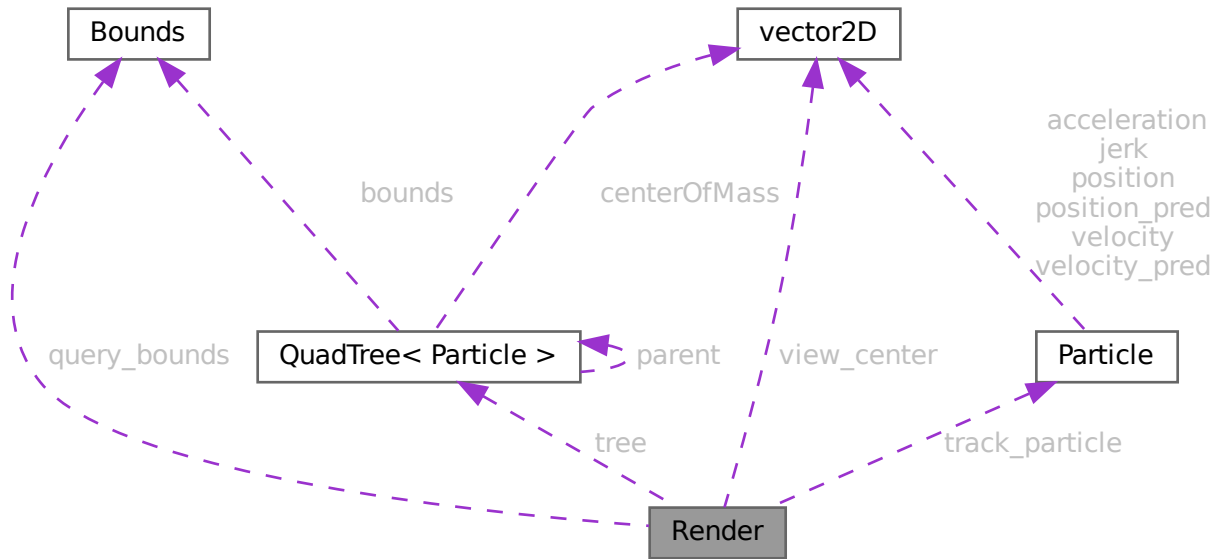 Bounds
vector2D
acceleration
jerk
position
position_pred
velocity
velocity_pred
bounds
centerOfMass
query_bounds
QuadTree< Particle >
parent
view_center
Particle
tree
track_particle
Render